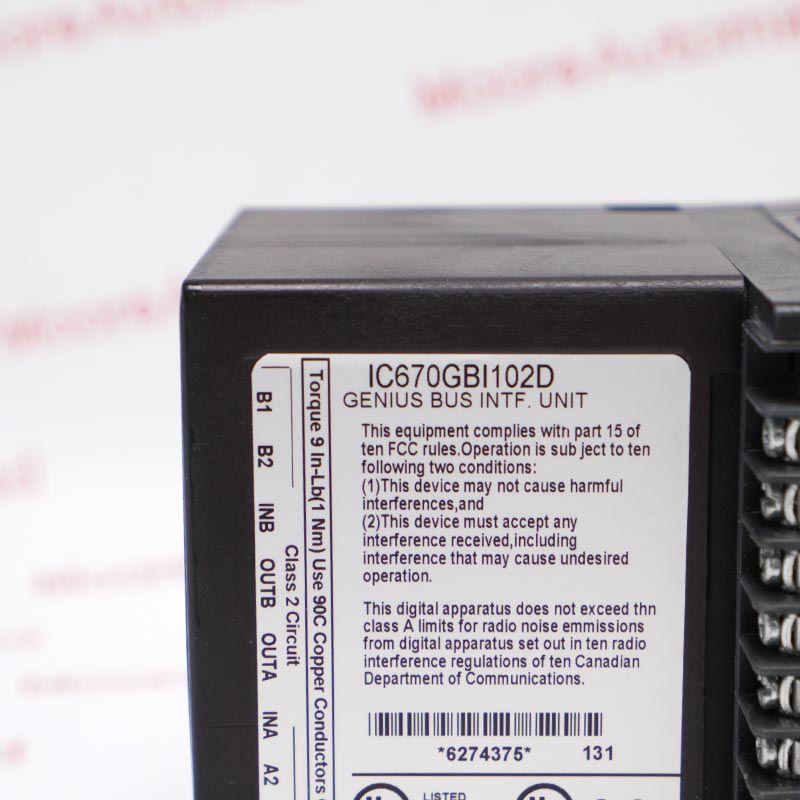 Moore Automa
IC670GBI102D
GENIUS BUS INTF. UNIT
This equipment complies with part 15 of
ten FCC rules.Operation is sub ject to ten
following two conditions:
(1)This device may not cause harmful
interferences,and
(2)This device must accept any
interference received,including
interference that may cause undesired
operation.
This digital apparatus does not exceed thn
class A limits for radio noise emmissions
from digital apparatus set out in ten radio
interference regulations of ten Canadian
Department of Communications.
*6274375* 131
LISTED
Torque 9 In-Lb(1 Nm) Use 90C Copper Conductors
Class 2 Circuit
B1 B2 INB OUTB OUTA INA A2